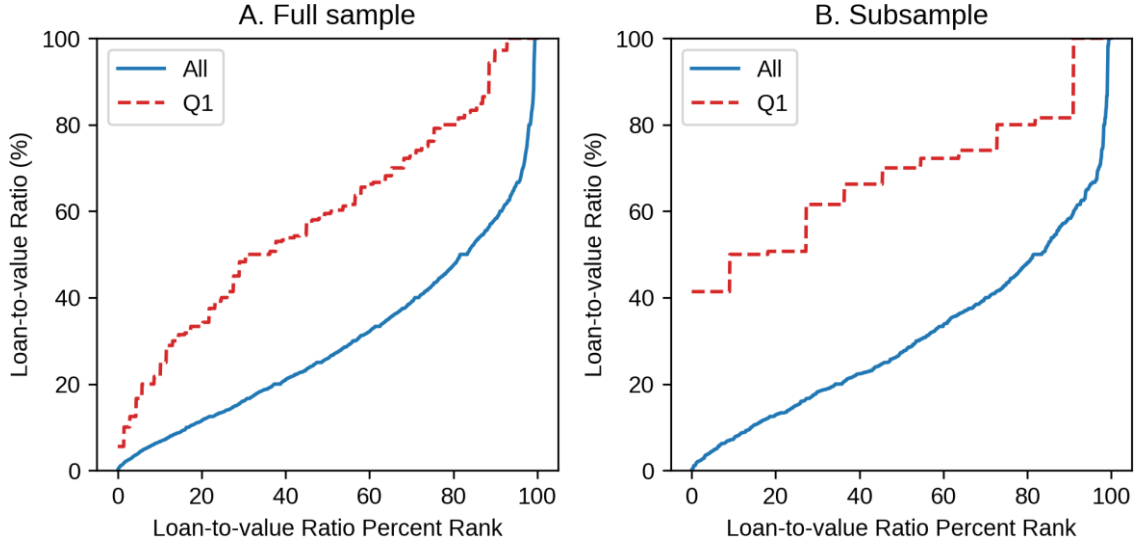 A. Full sample
100
80
60
40
20
0
Loan-to-value Ratio (%)
All
Q1
0 20 40 60 80 100
Loan-to-value Ratio Percent Rank
B. Subsample
100
80
60
40
20
0
Loan-to-value Ratio (%)
All
Q1
0 20 40 60 80 100
Loan-to-value Ratio Percent Rank